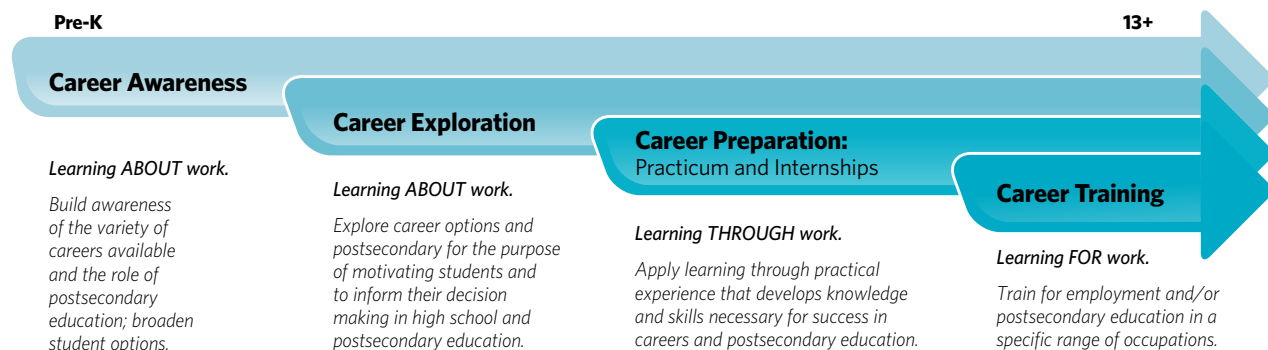 Pre-K
13+
Career Awareness
Learning ABOUT work.
Build awareness
of the variety of
careers available
and the role of
postsecondary
education; broaden
student options.
Career Exploration
Learning ABOUT work.
Explore career options and
postsecondary for the purpose
of motivating students and
to inform their decision
making in high school and
postsecondary education.
Career Preparation:
Practicum and Internships
Learning THROUGH work.
Apply learning through practical
experience that develops knowledge
and skills necessary for success in
careers and postsecondary education.
Career Training
Learning FOR work.
Train for employment and/or
postsecondary education in a
specific range of occupations.